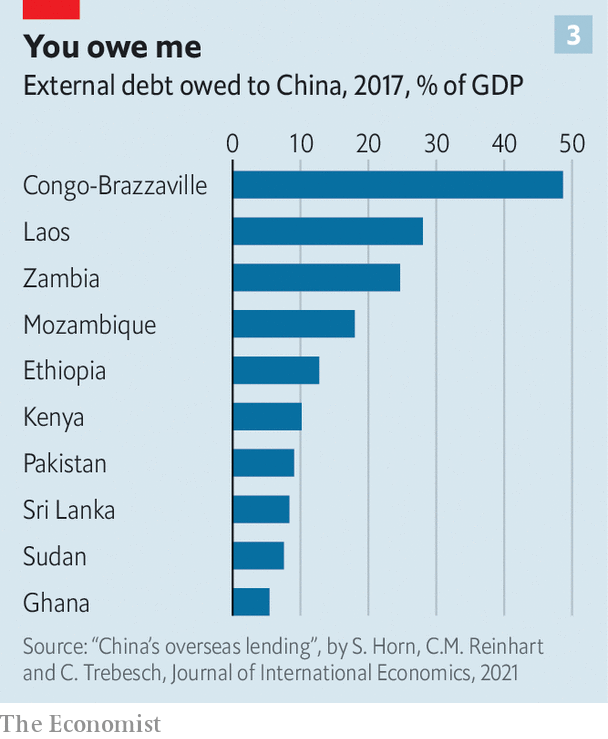 You owe me
3
External debt owed to China, 2017, % of GDP
0 10 20 30 40 50
Congo-Brazzaville
Laos
Zambia
Mozambique
Ethiopia
Kenya
Pakistan
Sri Lanka
Sudan
Ghana
Source: “China’s overseas lending”, by S. Horn, C.M. Reinhart
and C. Trebesch, Journal of International Economics, 2021
The Economist